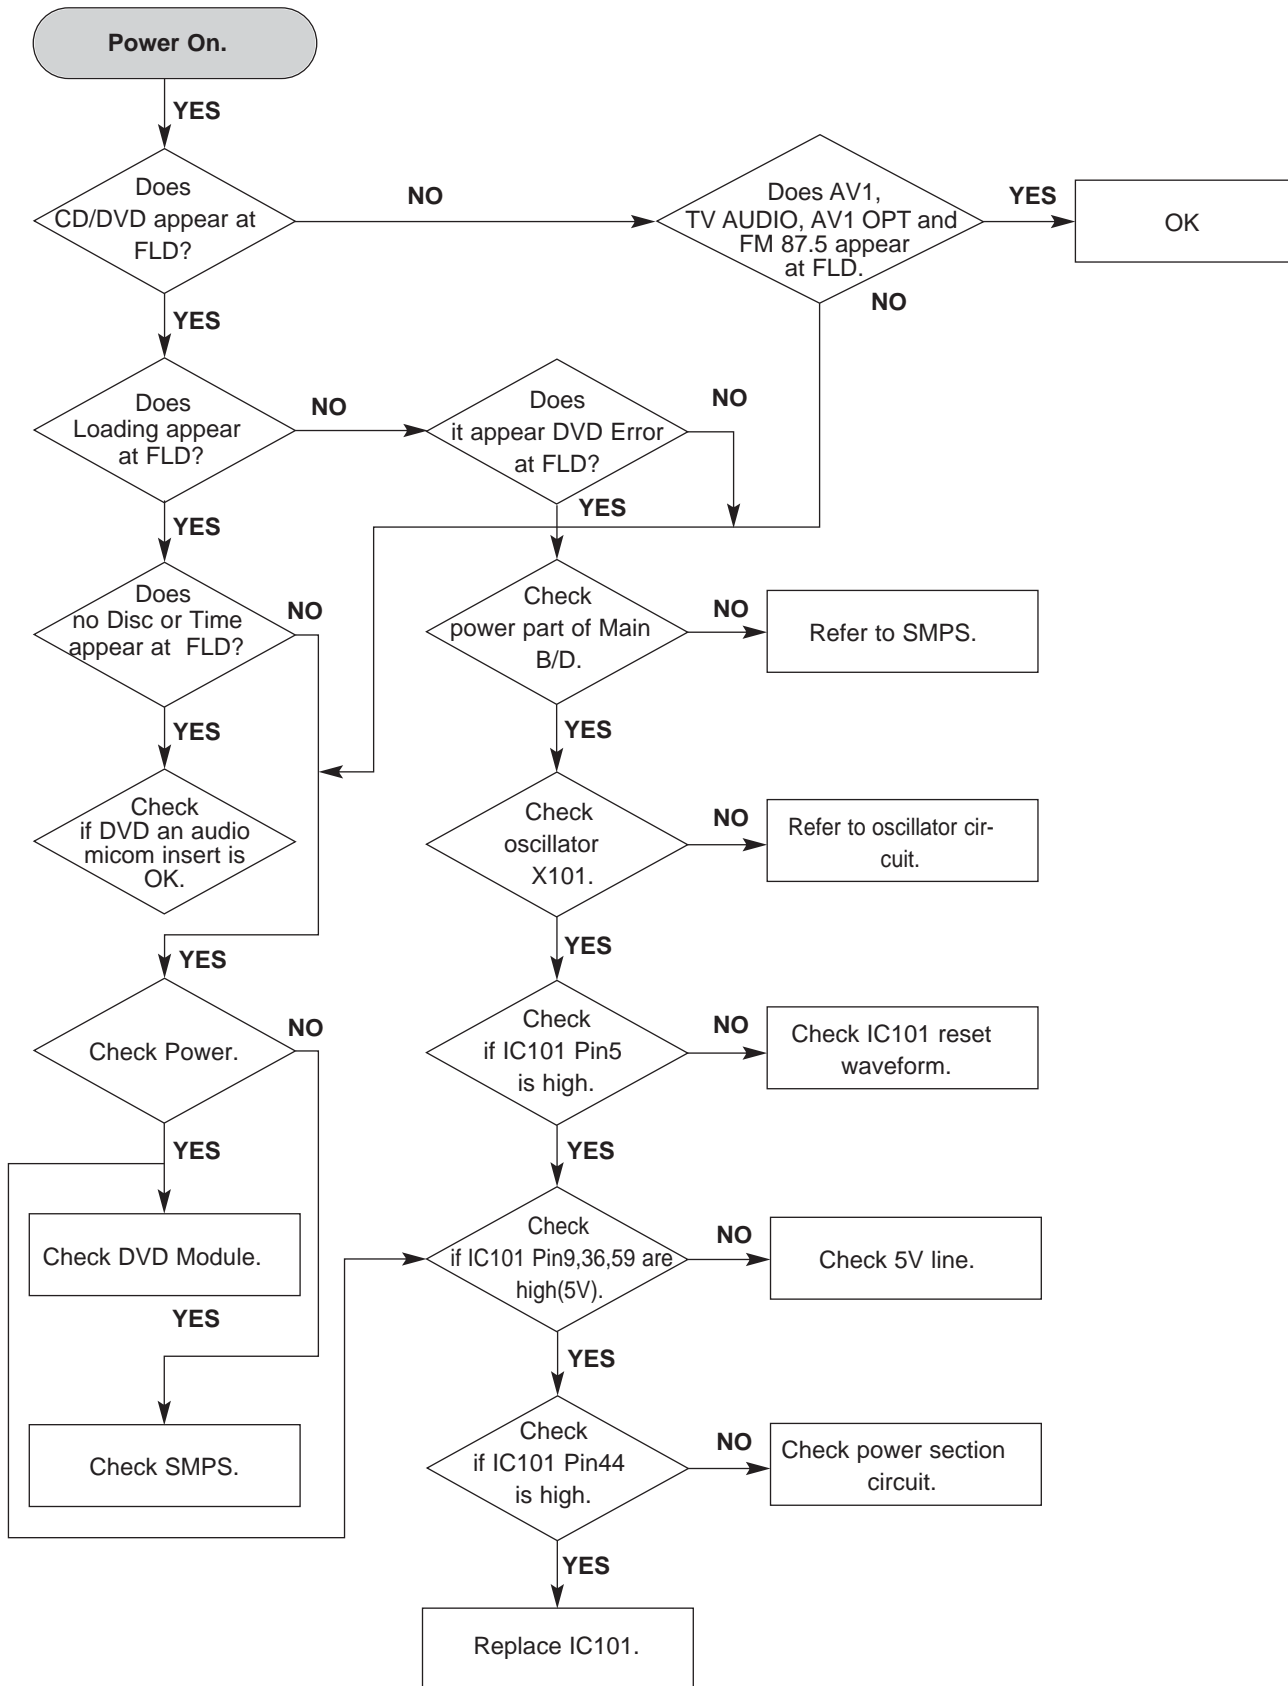 Power On.
YES
Does
CD/DVD appear at
FLD?
NO
Does AV1,
TV AUDIO, AV1 OPT and
FM 87.5 appear
at FLD.
YES
OK
NO
YES
Does
Loading appear
at FLD?
NO
Does
it appear DVD Error
at FLD?
NO
YES
YES
Does
no Disc or Time
appear at FLD?
NO
Check
power part of Main
B/D.
NO
Refer to SMPS.
YES
YES
Check
if DVD an audio
micom insert is
OK.
Check
oscillator
X101.
NO
Refer to oscillator cir-
cuit.
YES
YES
Check Power.
NO
Check
if IC101 Pin5
is high.
NO
Check IC101 reset
waveform.
YES
YES
Check DVD Module.
YES
Check
if IC101 Pin9,36,59 are
high(5V).
NO
Check 5V line.
YES
Check SMPS.
Check
if IC101 Pin44
is high.
NO
Check power section
circuit.
YES
Replace IC101.